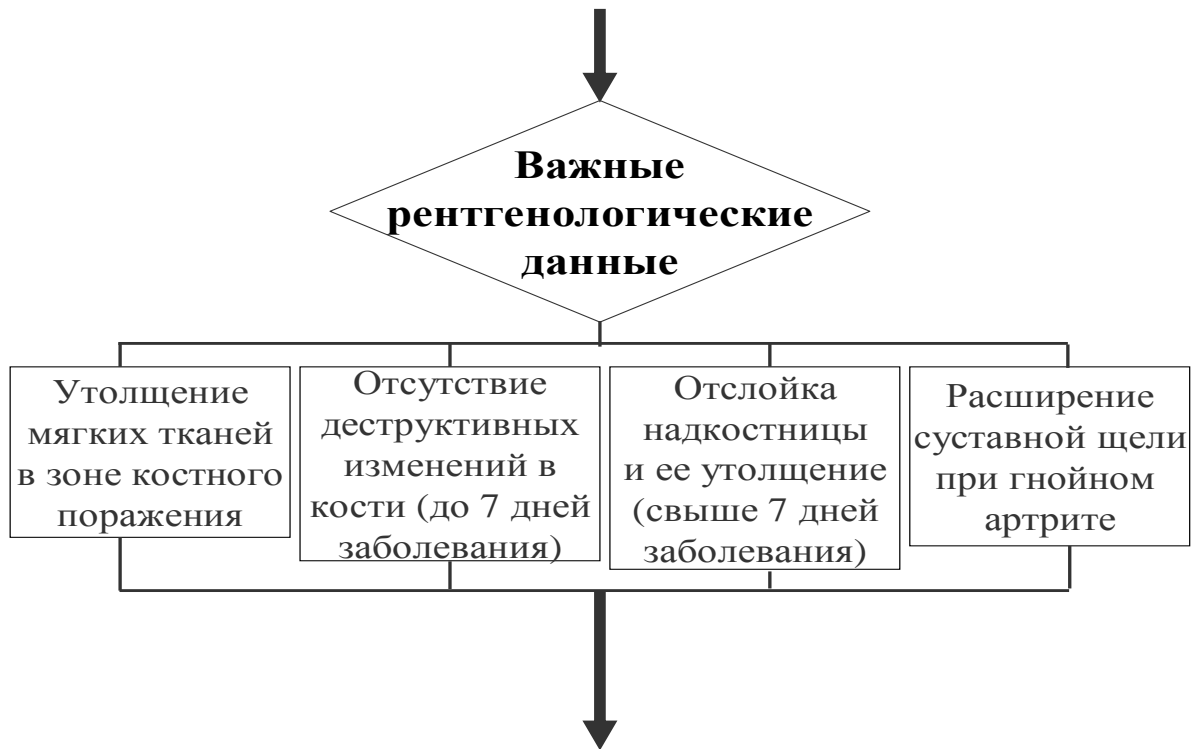 Важные
рентгенологические
данные
Утолщение
мягких тканей
в зоне костного
поражения
Отсутствие
деструктивных
изменений в
кости (до 7 дней
заболевания)
Отслойка
надкостницы
и ее утолщение
(свыше 7 дней
заболевания)
Расширение
суставной щели
при гнойном
артрите